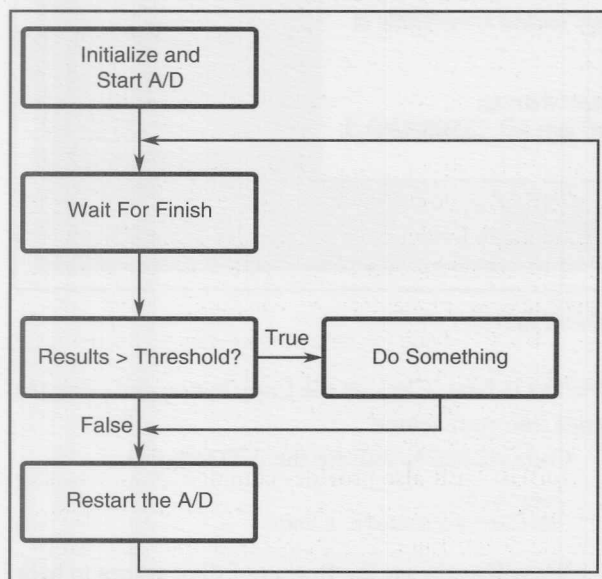 Initialize and
Start A/D
Wait For Finish
Results > Threshold?
True
Do Something
False
Restart the A/D